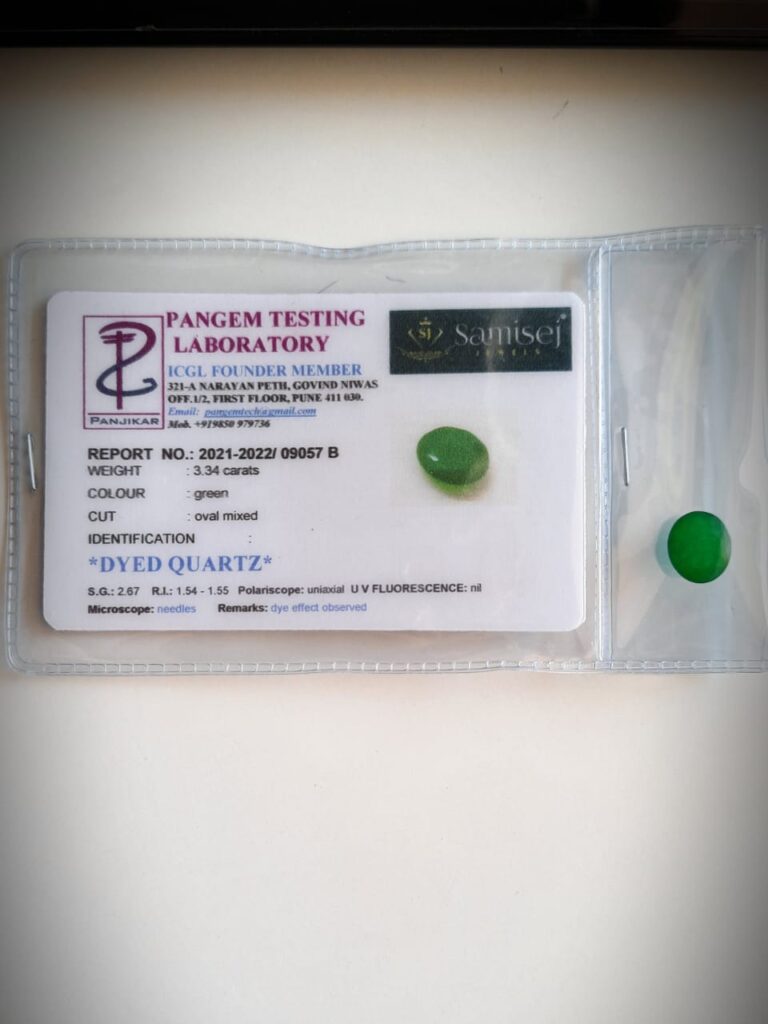 PANGEM TESTING
LABORATORY
ICGL FOUNDER MEMBER
321-A NARAYAN PETH, GOVIND NIWAS
OFF.1/2, FIRST FLOOR, PUNE 411 030.
Email: pangemtech@gmail.com
Mob. +919850 979736
PANJIKAR
SJ
Samisej
JEWELS
REPORT NO.: 2021-2022/ 09057 B
WEIGHT : 3.34 carats
COLOUR : green
CUT : oval mixed
IDENTIFICATION :
*DYED QUARTZ*
S.G.: 2.67 R.I.: 1.54 - 1.55 Polariscope: uniaxial U V FLUORESCENCE: nil
Microscope: needles Remarks: dye effect observed